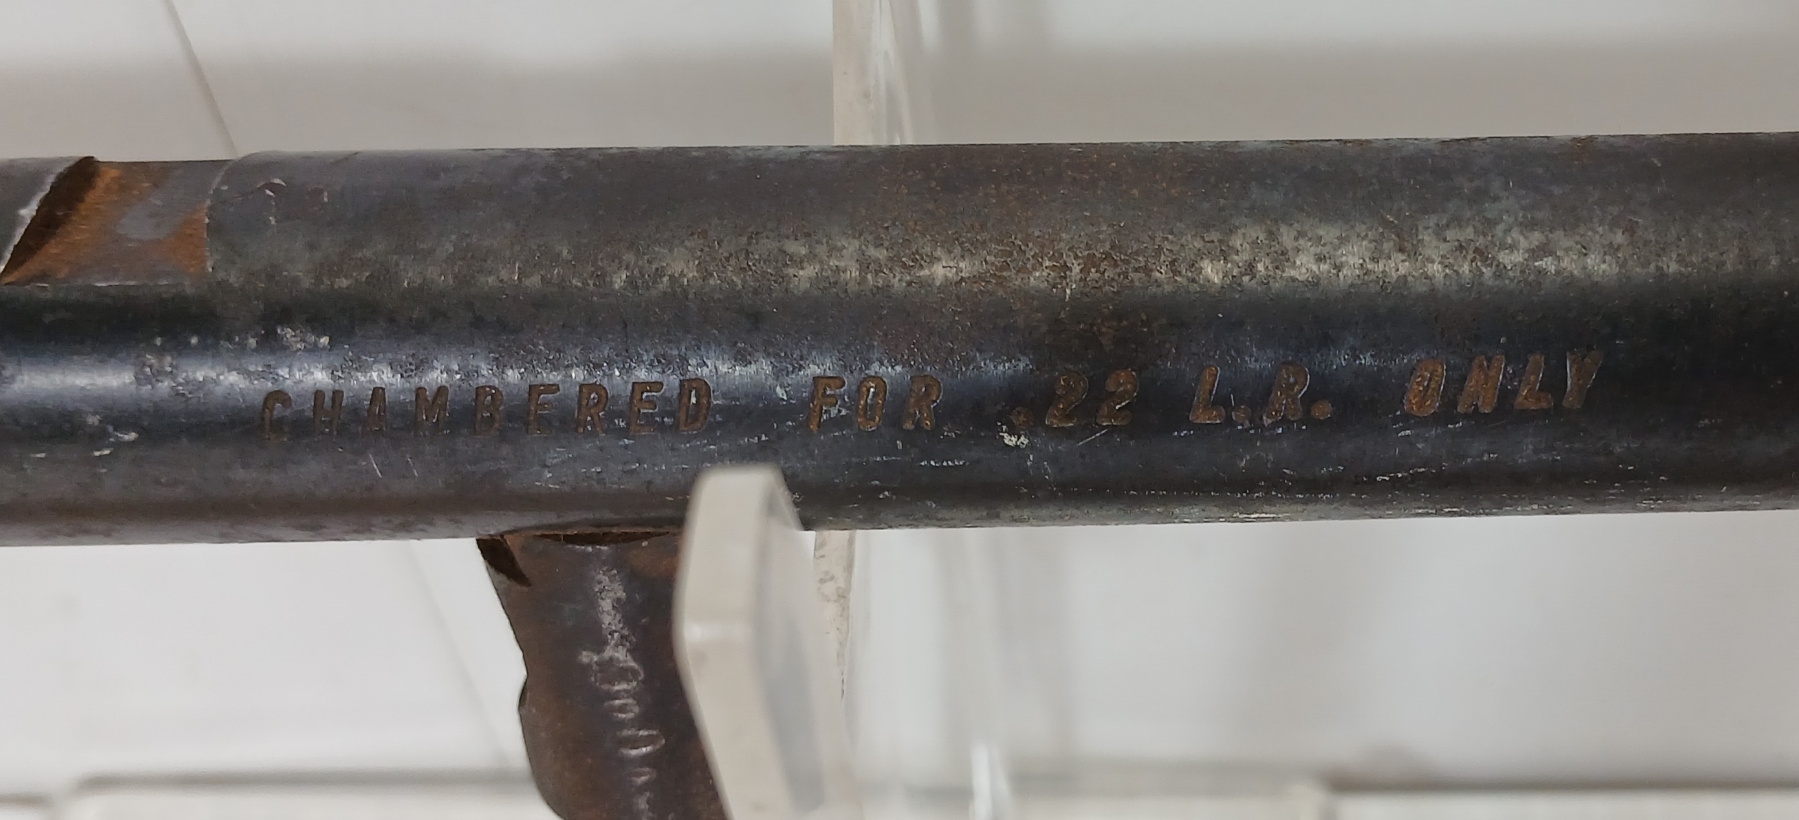 CHAMBERED FOR .22 L.R. ONLY